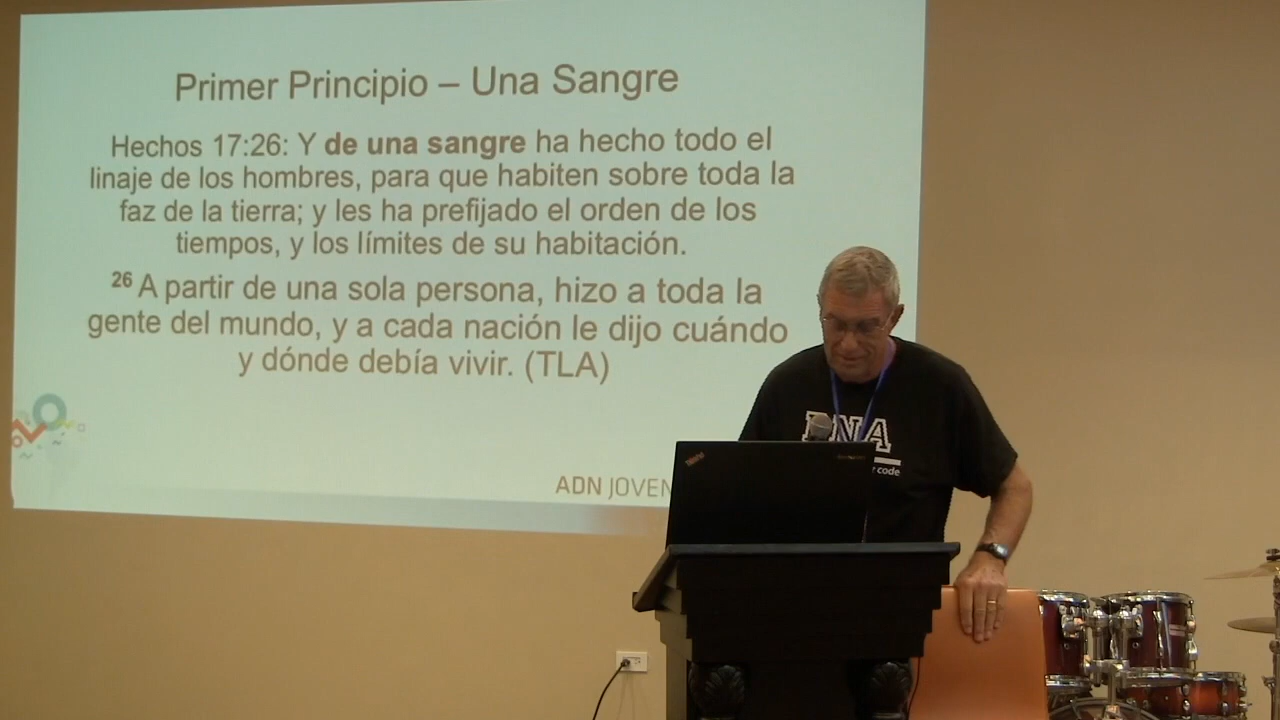 Primer Principio – Una Sangre
Hechos 17:26: Y de una sangre ha hecho todo el
linaje de los hombres, para que habiten sobre toda la
faz de la tierra; y les ha prefijado el orden de los
tiempos, y los límites de su habitación.
26 A partir de una sola persona, hizo a toda la
gente del mundo, y a cada nación le dijo cuándo
y dónde debía vivir. (TLA)
ADN JOVEN
DNA
code
ThinkPad